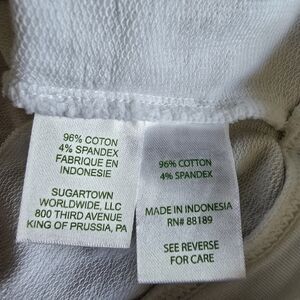 96% COTTON
4% SPANDEX
FABRIQUE EN
INDONESIE
SUGARTOWN
WORLDWIDE, LLC
800 THIRD AVENUE
KING OF PRUSSIA, PA
96% COTTON
4% SPANDEX
MADE IN INDONESIA
RN# 88189
SEE REVERSE
FOR CARE